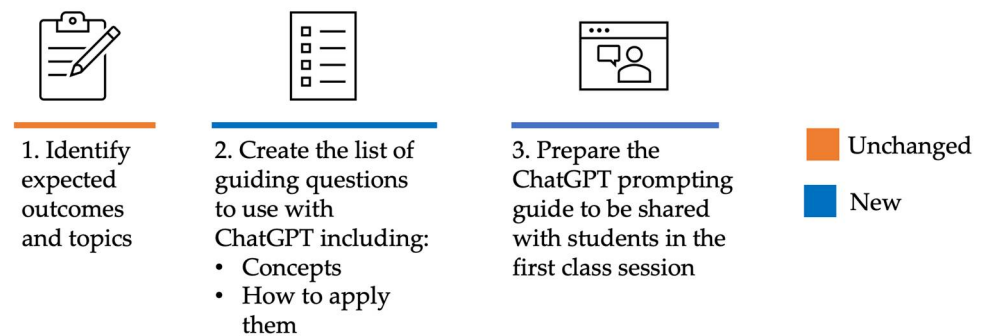 1. Identify
expected
outcomes
and topics
2. Create the list of
guiding questions
to use with
ChatGPT including:
• Concepts
• How to apply
them
3. Prepare the
ChatGPT prompting
guide to be shared
with students in the
first class session
Unchanged
New